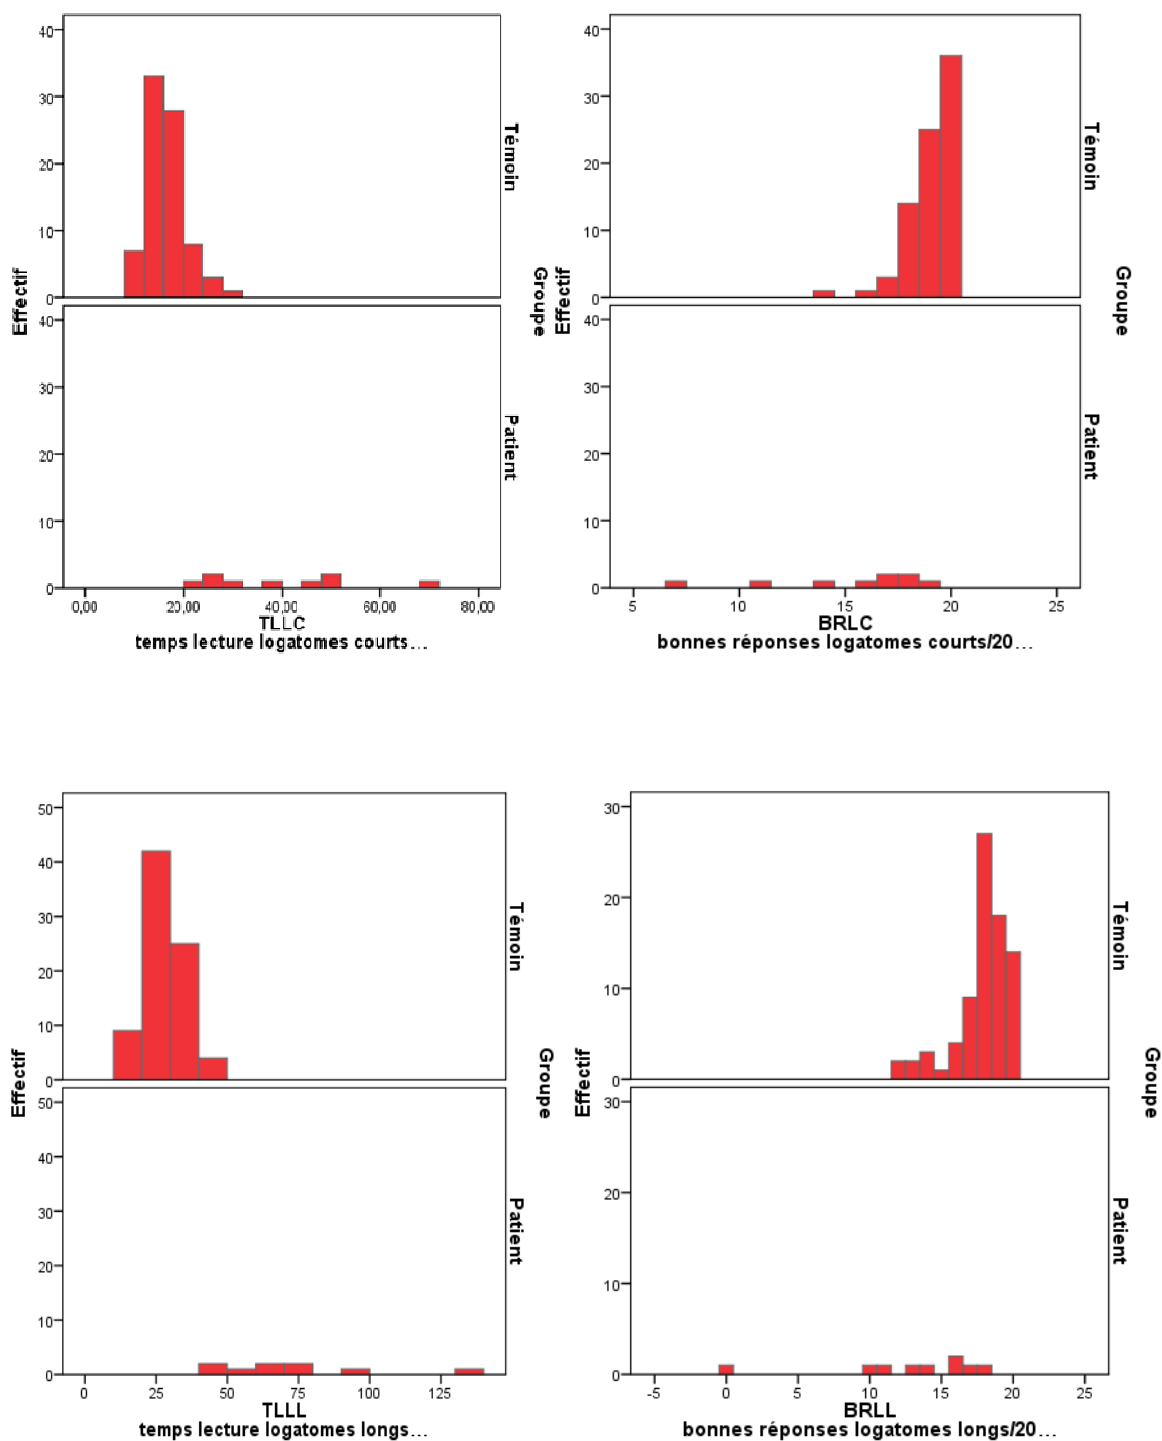 40
30
20
10
0
Témoin
40
30
20
10
0
Patient
Effectif
Groupe
0,00
20,00
40,00
60,00
80,00
TLLC
temps lecture logatomes courts...
40
30
20
10
0
Témoin
40
30
20
10
0
Patient
Effectif
Groupe
5
10
15
20
25
BRLC
bonnes réponses logatomes courts/20...
50
40
30
20
10
0
Témoin
50
40
30
20
10
0
Patient
Effectif
Groupe
0
25
50
75
100
125
TLLL
temps lecture logatomes longs...
30
20
10
0
Témoin
30
20
10
0
Patient
Effectif
Groupe
-5
0
5
10
15
20
25
BRLL
bonnes réponses logatomes longs/20...